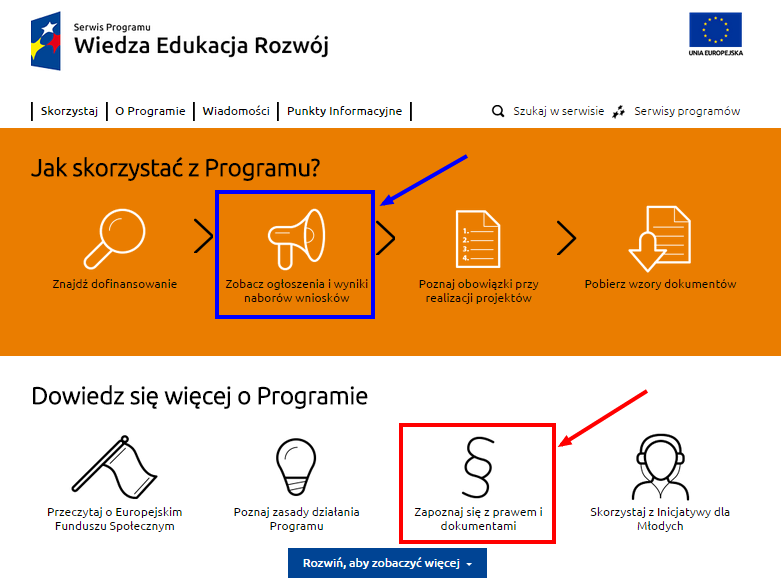 Serwis Programu
Wiedza Edukacja Rozwój
UNIA EUROPEJSKA
Skorzystaj
O Programie
Wiadomości
Punkty Informacyjne
Szukaj w serwisie
Serwisy programów
Jak skorzystać z Programu?
Znajdź dofinansowanie
Zobacz ogłoszenia i wyniki
naborów wniosków
1.
2.
3.
4.
Poznaj obowiązki przy
realizacji projektów
Pobierz wzory dokumentów
Dowiedz się więcej o Programie
Przeczytaj o Europejskim
Funduszu Społecznym
Poznaj zasady działania
Programu
§
Zapoznaj się z prawem i
dokumentami
Skorzystaj z Inicjatywy dla
Młodych
Rozwiń, aby zobaczyć więcej